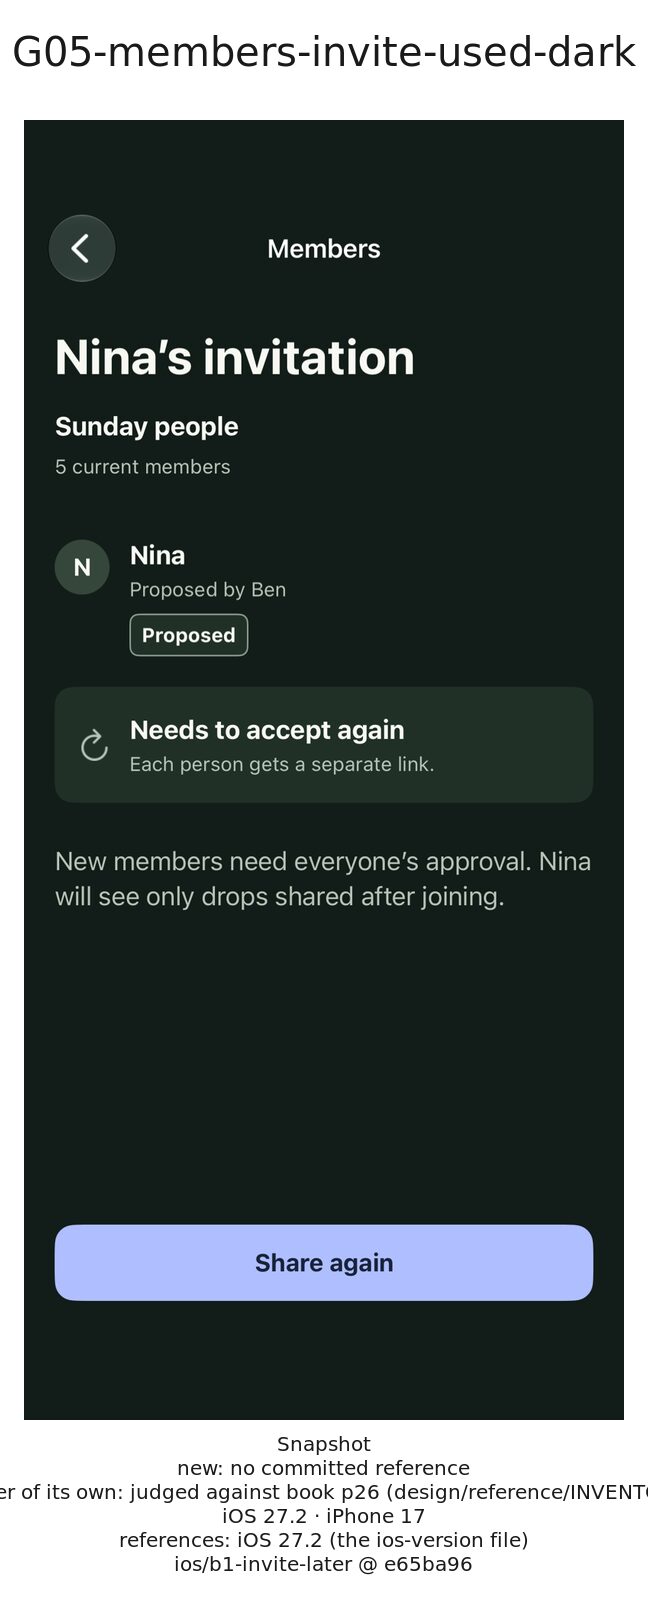 G05-members-invite-used-dark
Members
Nina’s invitation
Sunday people
5 current members
N
Nina
Proposed by Ben
Proposed
Needs to accept again
Each person gets a separate link.
New members need everyone’s approval. Nina
will see only drops shared after joining.
Share again
Snapshot
new: no committed reference
of its own: judged against book p26
iOS 27.2 · iPhone 17
references: iOS 27.2 (the ios-version file)
ios/b1-invite-later @ e65ba96